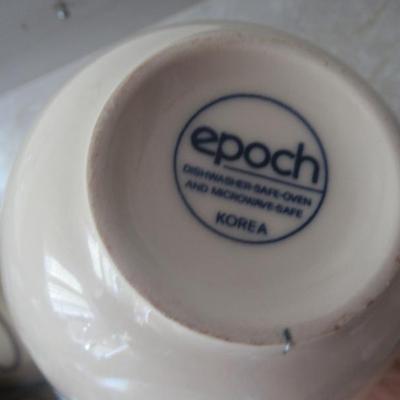 epoch
DISHWASHER-SAFE-OVEN
AND MICROWAVE-SAFE
KOREA